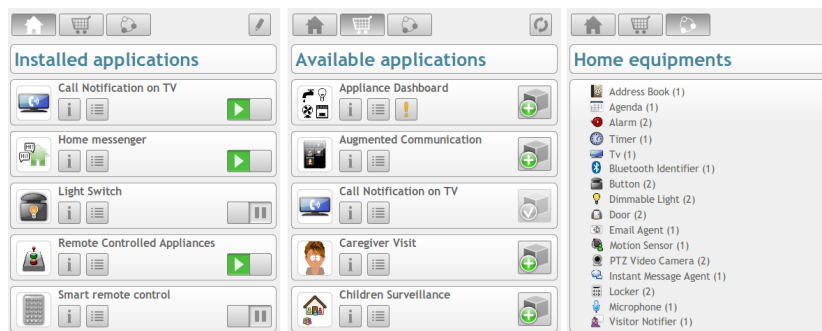 Installed applications
Call Notification on TV
Home messenger
Light Switch
Remote Controlled Appliances
Smart remote control
Available applications
Appliance Dashboard
Augmented Communication
Call Notification on TV
Caregiver Visit
Children Surveillance
Home equipments
Address Book (1)
Agenda (1)
Alarm (2)
Timer (1)
Tv (1)
Bluetooth Identifier (1)
Button (2)
Dimmable Light (2)
Door (2)
Email Agent (1)
Motion Sensor (1)
PTZ Video Camera (2)
Instant Message Agent (1)
Locker (2)
Microphone (1)
Visitor Notifier (1)